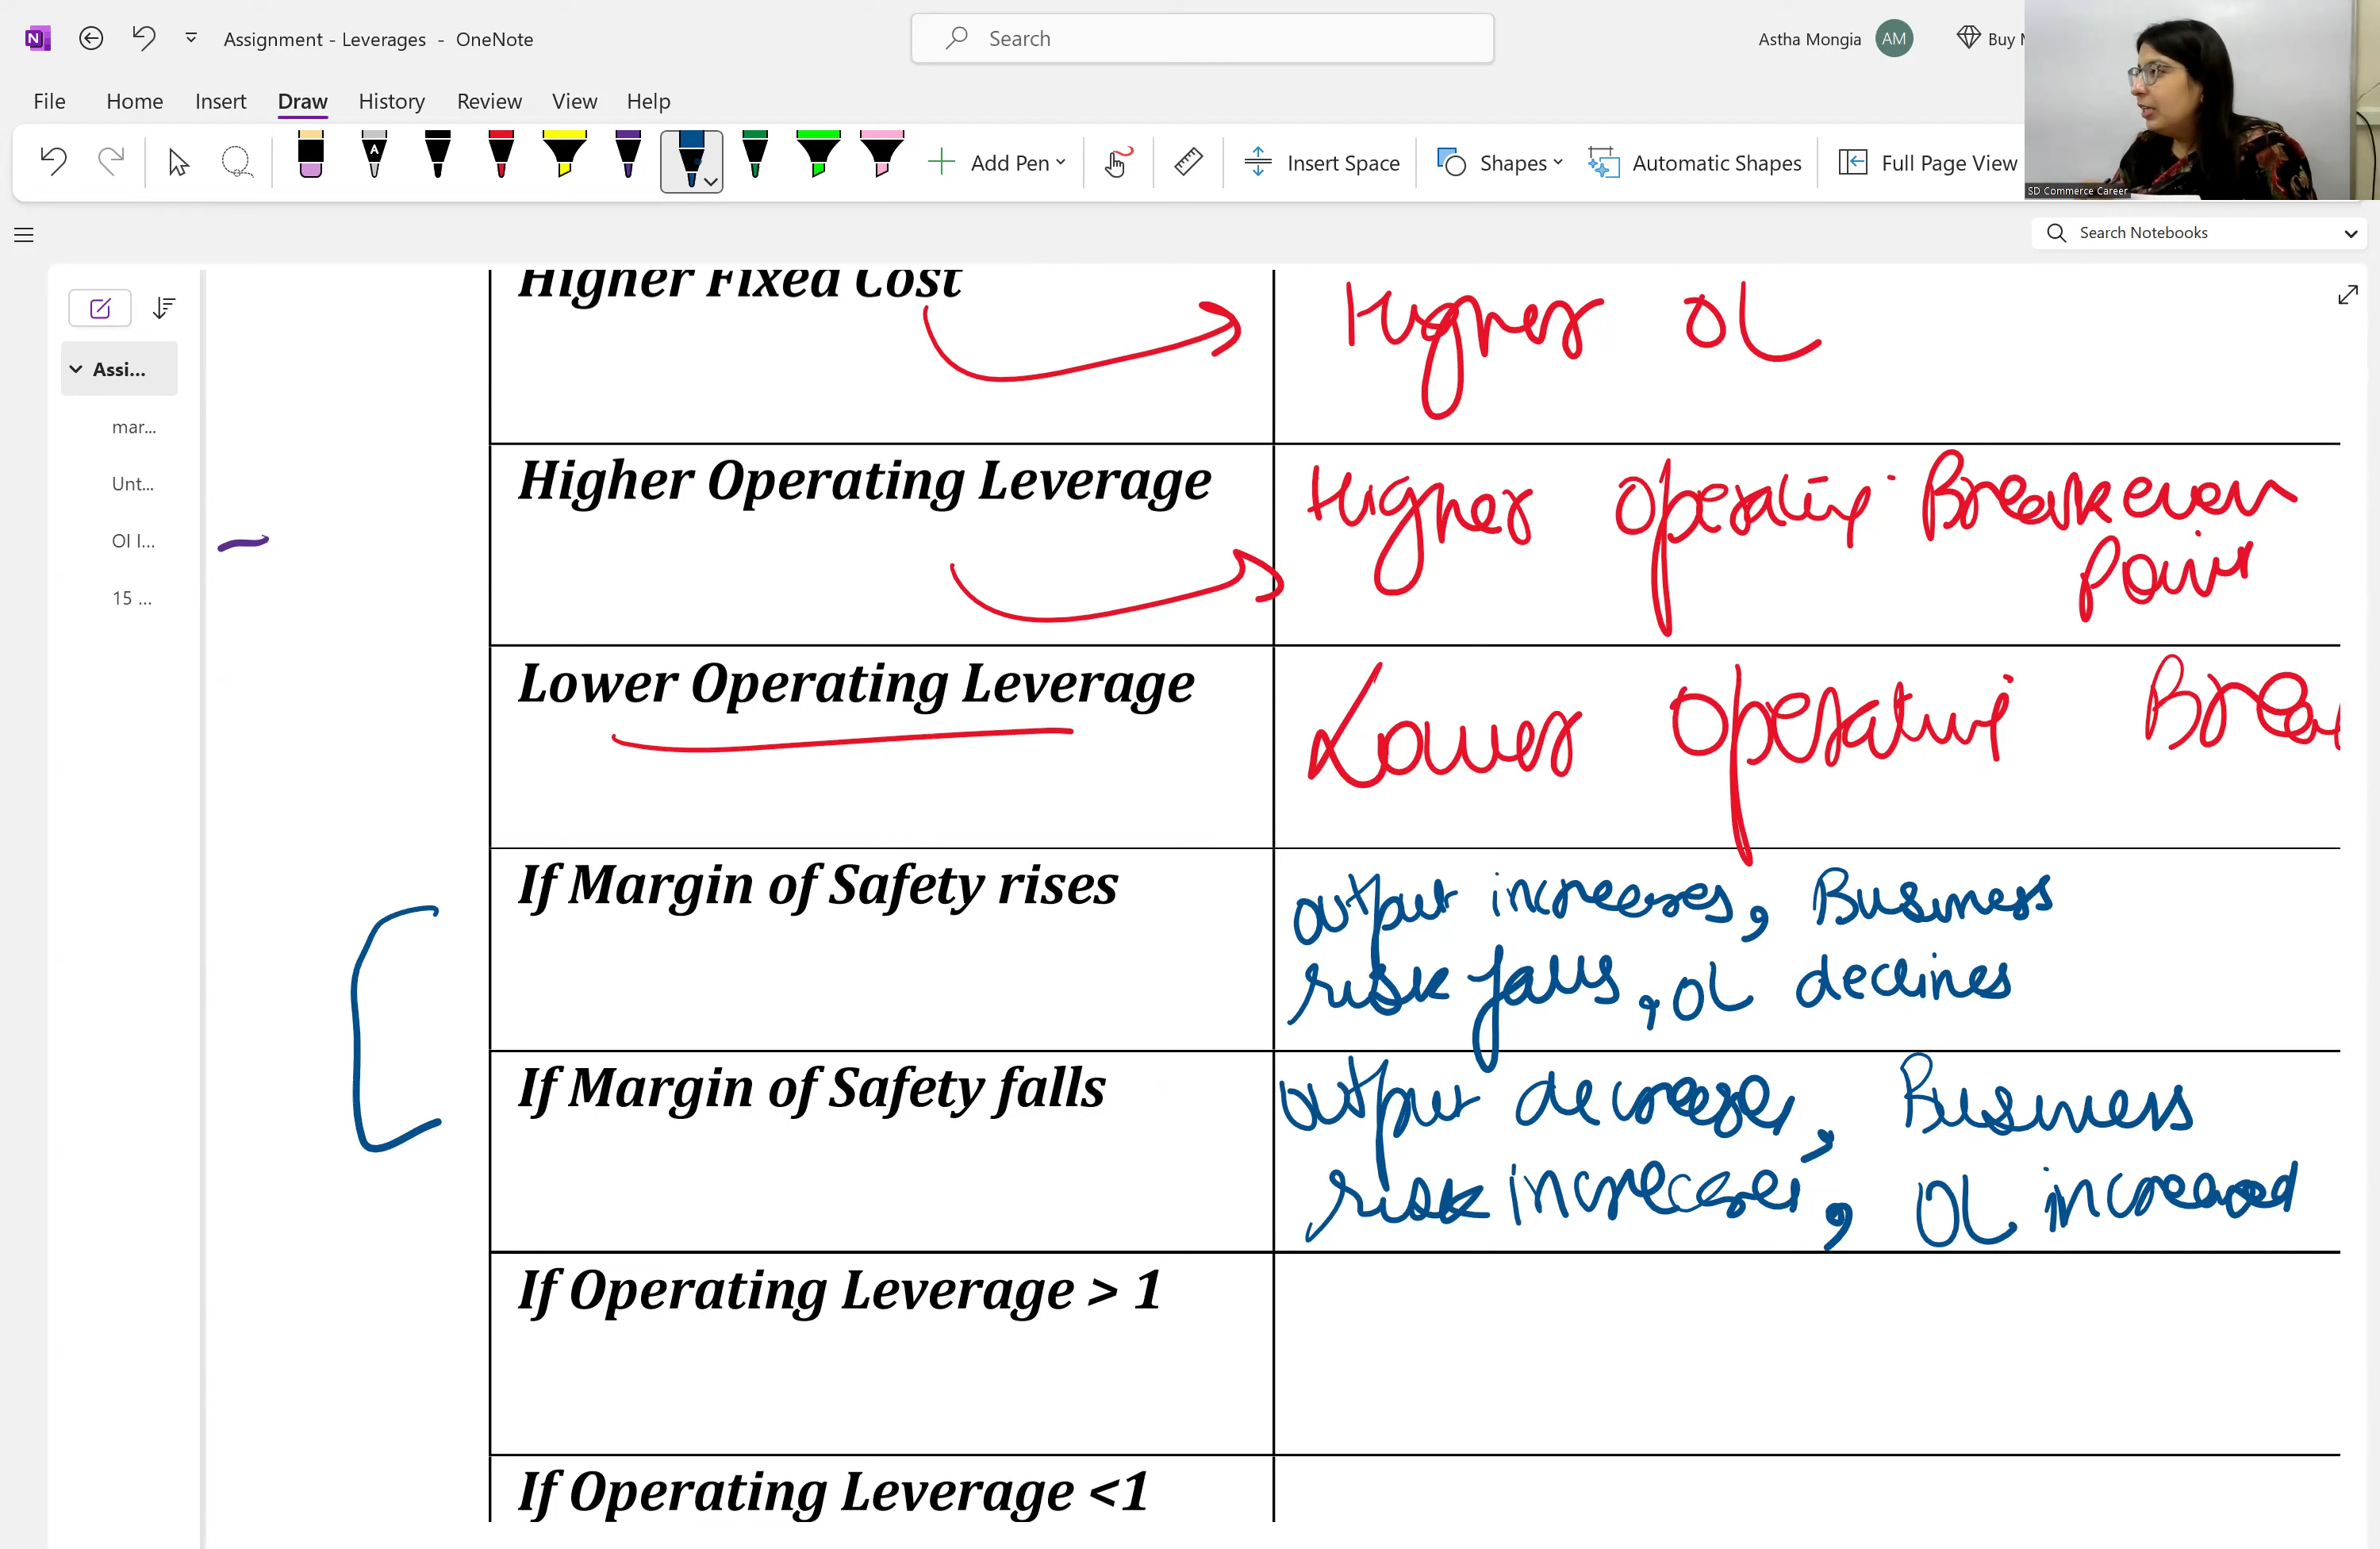 Assignment - Leverages - OneNote
Search
Astha Mongia
AM
Buy
SD Commerce Career
File Home Insert Draw History Review View Help
Add Pen
Insert Space
Shapes
Automatic Shapes
Full Page View
Search Notebooks
Assi...
mar...
Unt...
OI I...
15 ...
Higher Fixed Cost
Higher OL
Higher Operating Leverage
Higher Operating Breakeven
Point
Lower Operating Leverage
Lower Operating Break
If Margin of Safety rises
output increases, Business
risk falls, OL declines
If Margin of Safety falls
output decreases, Business
risk increases, OL increased
If Operating Leverage > 1
If Operating Leverage <1